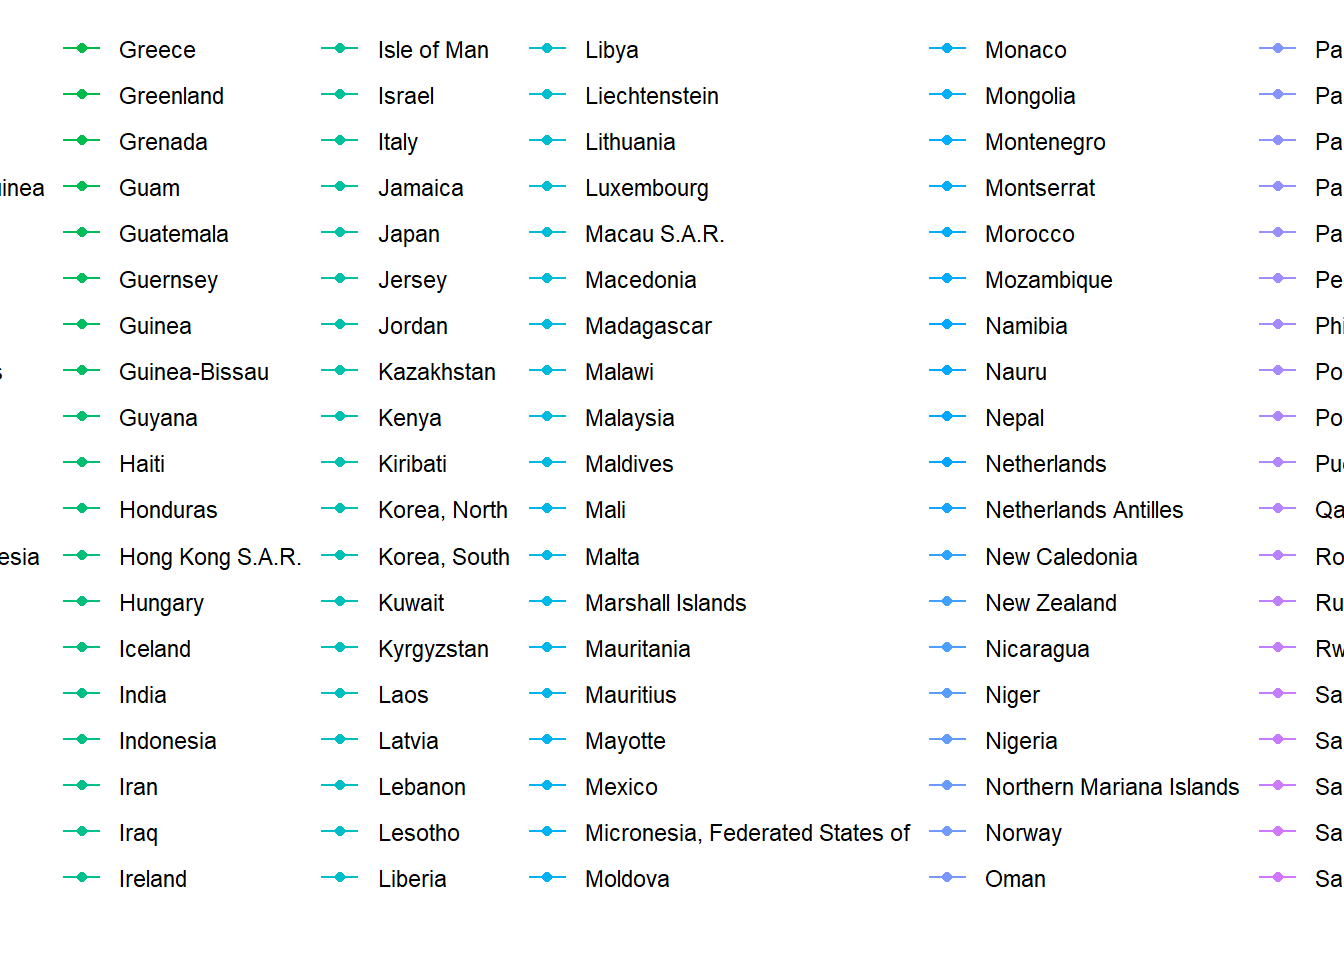 inea
s
esia
Greece
Greenland
Grenada
Guam
Guatemala
Guernsey
Guinea
Guinea-Bissau
Guyana
Haiti
Honduras
Hong Kong S.A.R.
Hungary
Iceland
India
Indonesia
Iran
Iraq
Ireland
Isle of Man
Israel
Italy
Jamaica
Japan
Jersey
Jordan
Kazakhstan
Kenya
Kiribati
Korea, North
Korea, South
Kuwait
Kyrgyzstan
Laos
Latvia
Lebanon
Lesotho
Liberia
Libya
Liechtenstein
Lithuania
Luxembourg
Macau S.A.R.
Macedonia
Madagascar
Malawi
Malaysia
Maldives
Mali
Malta
Marshall Islands
Mauritania
Mauritius
Mayotte
Mexico
Micronesia, Federated States of
Moldova
Monaco
Mongolia
Montenegro
Montserrat
Morocco
Mozambique
Namibia
Nauru
Nepal
Netherlands
Netherlands Antilles
New Caledonia
New Zealand
Nicaragua
Niger
Nigeria
Northern Mariana Islands
Norway
Oman
Pa
Pa
Pa
Pa
Pa
Pe
Phi
Po
Po
Pu
Qa
Ro
Ru
Rw
Sa
Sa
Sa
Sa
Sa